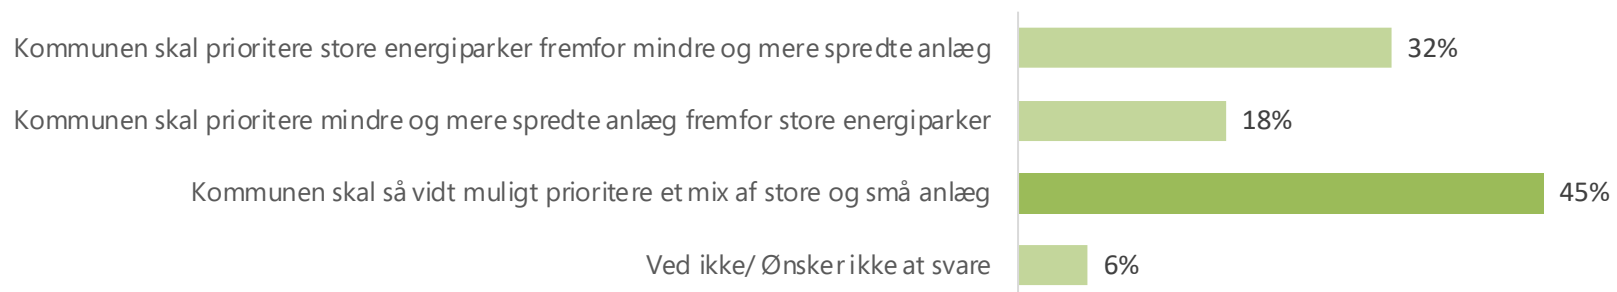 Kommunen skal prioritere store energiparker fremfor mindre og mere spredte anlæg 32%
Kommunen skal prioritere mindre og mere spredte anlæg fremfor store energiparker 18%
Kommunen skal så vidt muligt prioritere et mix af store og små anlæg 45%
Ved ikke/ Ønsker ikke at svare 6%